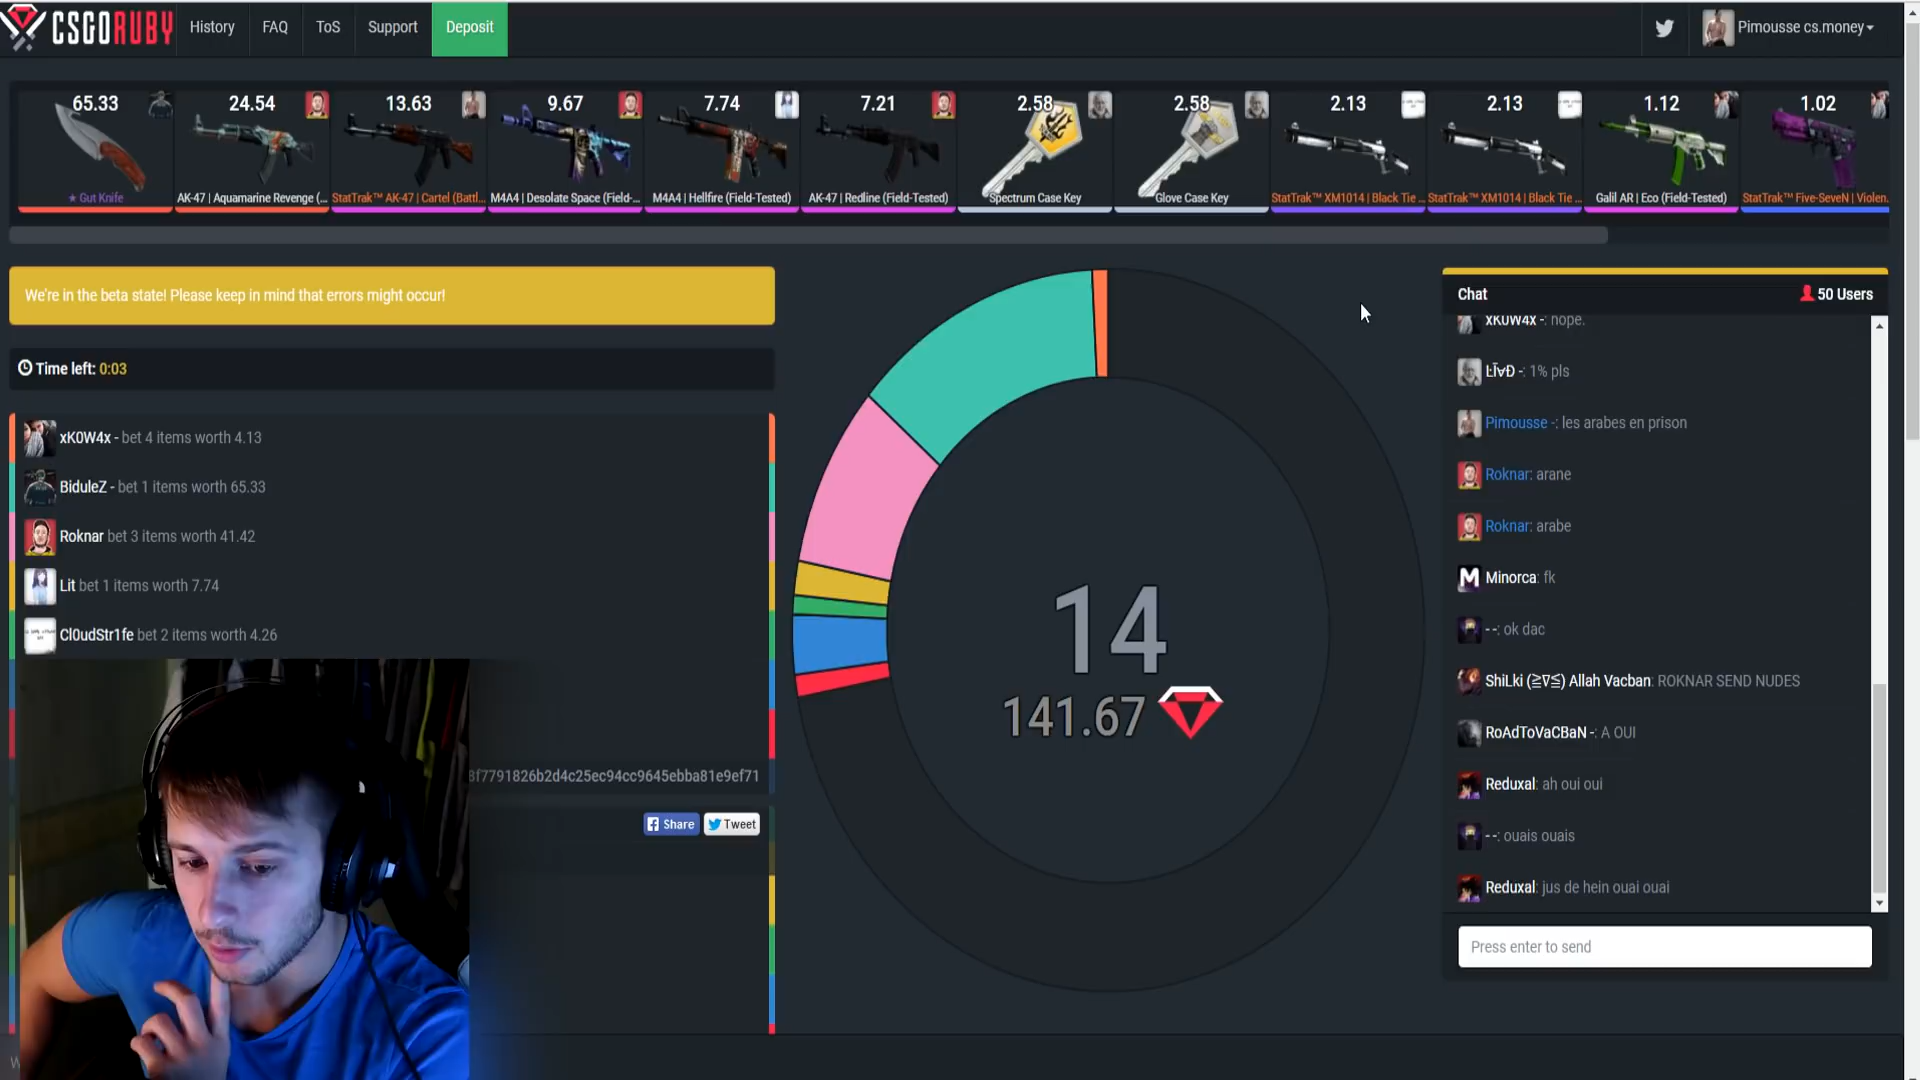 CSGORUBY
History
FAQ
ToS
Support
Deposit
Pimousse cs.money
65.33
24.54
13.63
9.67
7.74
7.21
2.58
2.58
2.13
2.13
1.12
1.02
★ Gut Knife
AK-47 | Aquamarine Revenge (...
StatTrak™ AK-47 | Cartel (Battl...
M4A4 | Desolate Space (Field-...
M4A4 | Hellfire (Field-Tested)
AK-47 | Redline (Field-Tested)
Spectrum Case Key
Glove Case Key
StatTrak™ XM1014 | Black Tie ...
StatTrak™ XM1014 | Black Tie ...
Galil AR | Eco (Field-Tested)
StatTrak™ Five-SeveN | Violen.
We're in the beta state! Please keep in mind that errors might occur!
Time left: 0:03
xK0W4x - bet 4 items worth 4.13
BiduleZ - bet 1 items worth 65.33
Roknar bet 3 items worth 41.42
Lit bet 1 items worth 7.74
Cl0udStr1fe bet 2 items worth 4.26
8f7791826b2d4c25ec94cc9645ebba81e9ef71
Share
Tweet
14
141.67
Chat
50 Users
xK0W4x -: nope.
ŁĪɐĐ -: 1% pls
Pimousse -: les arabes en prison
Roknar: arane
Roknar: arabe
Minorca: fk
- -: ok dac
ShiLki (≧∇≦) Allah Vacban: ROKNAR SEND NUDES
RoAdToVaCBaN -: A OUI
Reduxal: ah oui oui
- -: ouais ouais
Reduxal: jus de hein ouai ouai
Press enter to send